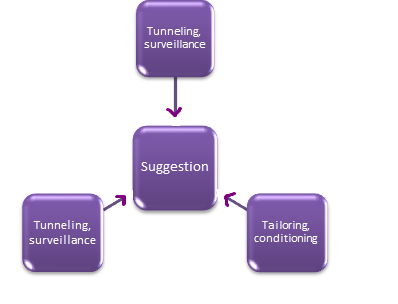 Tunneling,
surveillance
Suggestion
Tunneling,
surveillance
Tailoring,
conditioning